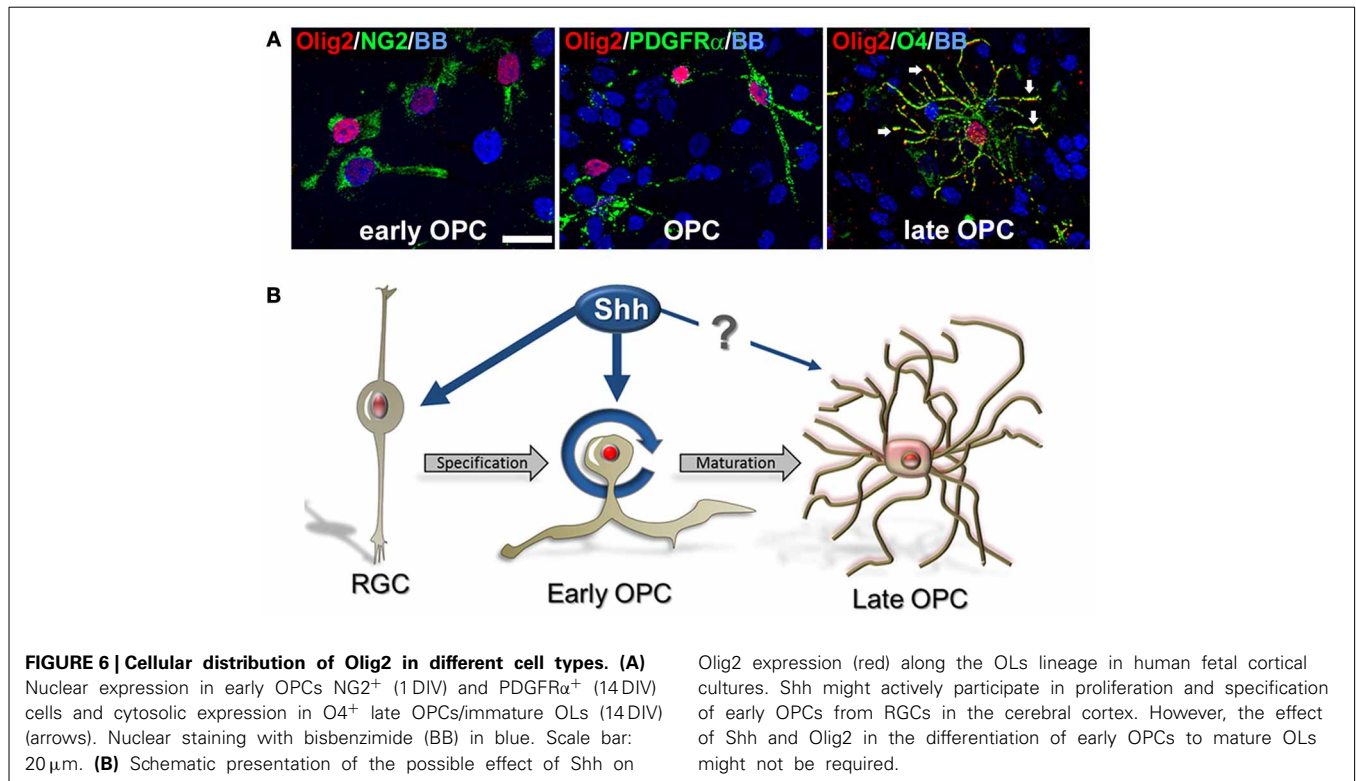 A
Olig2/NG2/BB
early OPC
Olig2/PDGFRα/BB
OPC
Olig2/O4/BB
late OPC
B
Shh
?
Specification
Maturation
RGC
Early OPC
Late OPC
FIGURE 6 | Cellular distribution of Olig2 in different cell types. (A)
Nuclear expression in early OPCs NG2⁺ (1 DIV) and PDGFRα⁺ (14 DIV)
cells and cytosolic expression in O4⁺ late OPCs/immature OLs (14 DIV)
(arrows). Nuclear staining with bisbenzimide (BB) in blue. Scale bar:
20 μm. (B) Schematic presentation of the possible effect of Shh on
Olig2 expression (red) along the OLs lineage in human fetal cortical
cultures. Shh might actively participate in proliferation and specification
of early OPCs from RGCs in the cerebral cortex. However, the effect
of Shh and Olig2 in the differentiation of early OPCs to mature OLs
might not be required.